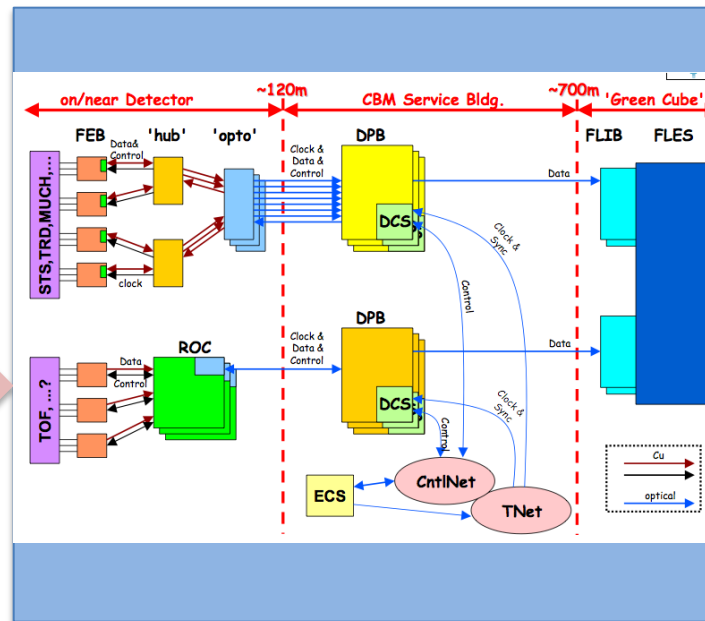 ~120m
~700m
on/near Detector
CBM Service Bldg.
'Green Cube'
FEB
'hub'
'opto'
DPB
FLIB
FLES
Data&
Control
Clock &
Data &
Control
Data
STS,TRD,MUCH,...
DCS
Clock &
Sync
clock
Control
DPB
ROC
Clock &
Data &
Control
Data
TOF, ...?
Data
Control
DCS
Clock &
Sync
Control
CntlNet
ECS
TNet
Cu
optical